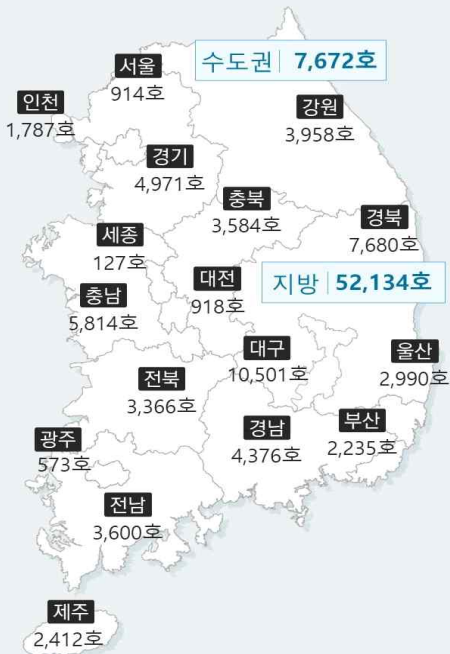 수도권 7,672호
서울
914호
인천
1,787호
강원
3,958호
경기
4,971호
충북
3,584호
경북
7,680호
세종
127호
대전
918호
지방 52,134호
충남
5,814호
대구
10,501호
울산
2,990호
전북
3,366호
경남
4,376호
부산
2,235호
광주
573호
전남
3,600호
제주
2,412호